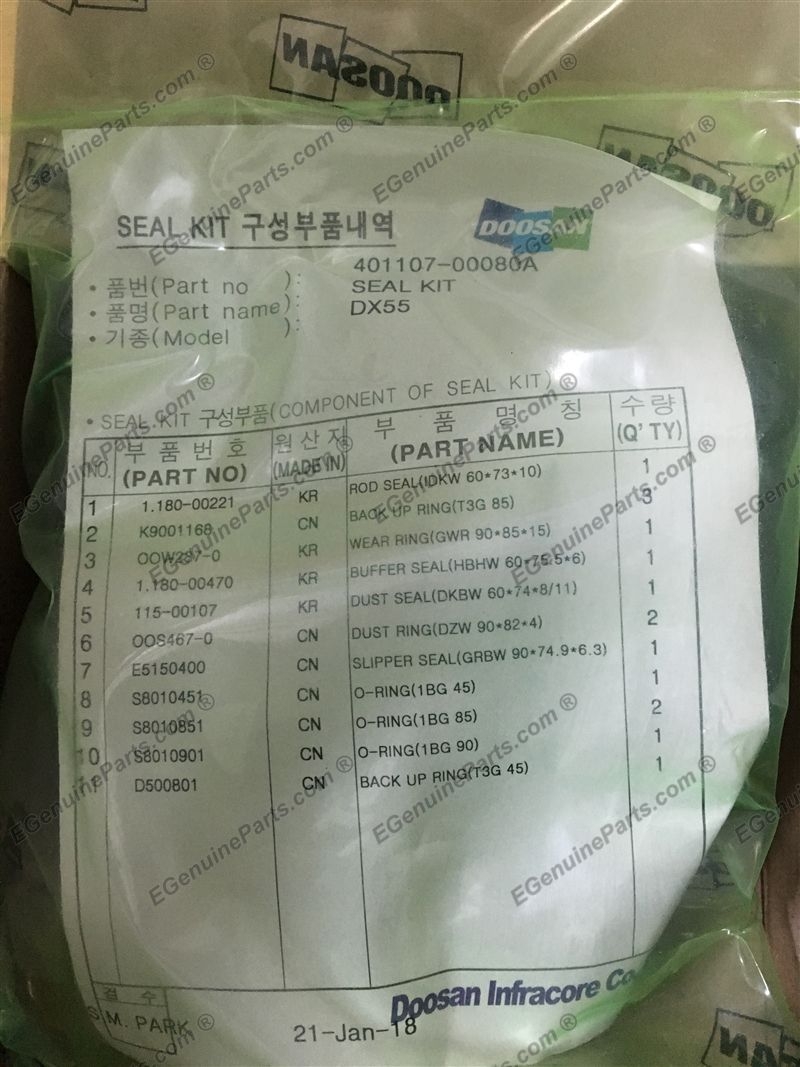 DOOSAN
EGenuineParts.com ®
SEAL KIT 구성부품내역
DOOSAN
• 품번(Part no ): 401107-00080A
• 품명(Part name): SEAL KIT
• 기종(Model ): DX55
• SEAL KIT 구성부품(COMPONENT OF SEAL KIT)
NO. 부품번호 (PART NO) 원산지 (MADE IN) 부품명칭 (PART NAME) 수량 (Q' TY)
1 1.180-00221 KR ROD SEAL(IDKW 60*73*10) 1
2 K9001168 CN BACK UP RING(T3G 85) 3
3 OOW287-0 KR WEAR RING(GWR 90*85*15) 1
4 1.180-00470 KR BUFFER SEAL(HBHW 60*75.5*6) 1
5 115-00107 KR DUST SEAL(DKBW 60*74*8/11) 1
6 OOS467-0 CN DUST RING(DZW 90*82*4) 2
7 E5150400 CN SLIPPER SEAL(GRBW 90*74.9*6.3) 1
8 S8010451 CN O-RING(1BG 45) 1
9 S8010851 CN O-RING(1BG 85) 2
10 S8010901 CN O-RING(1BG 90) 1
11 D500801 CN BACK UP RING(T3G 45) 1
검 수
S.M. PARK
Doosan Infracore Co
21-Jan-18
DOOSAN